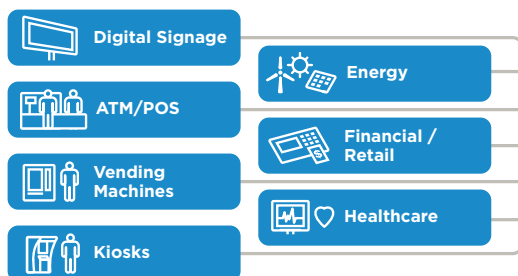 Digital Signage
Energy
ATM/POS
Financial /
Retail
Vending
Machines
Healthcare
Kiosks